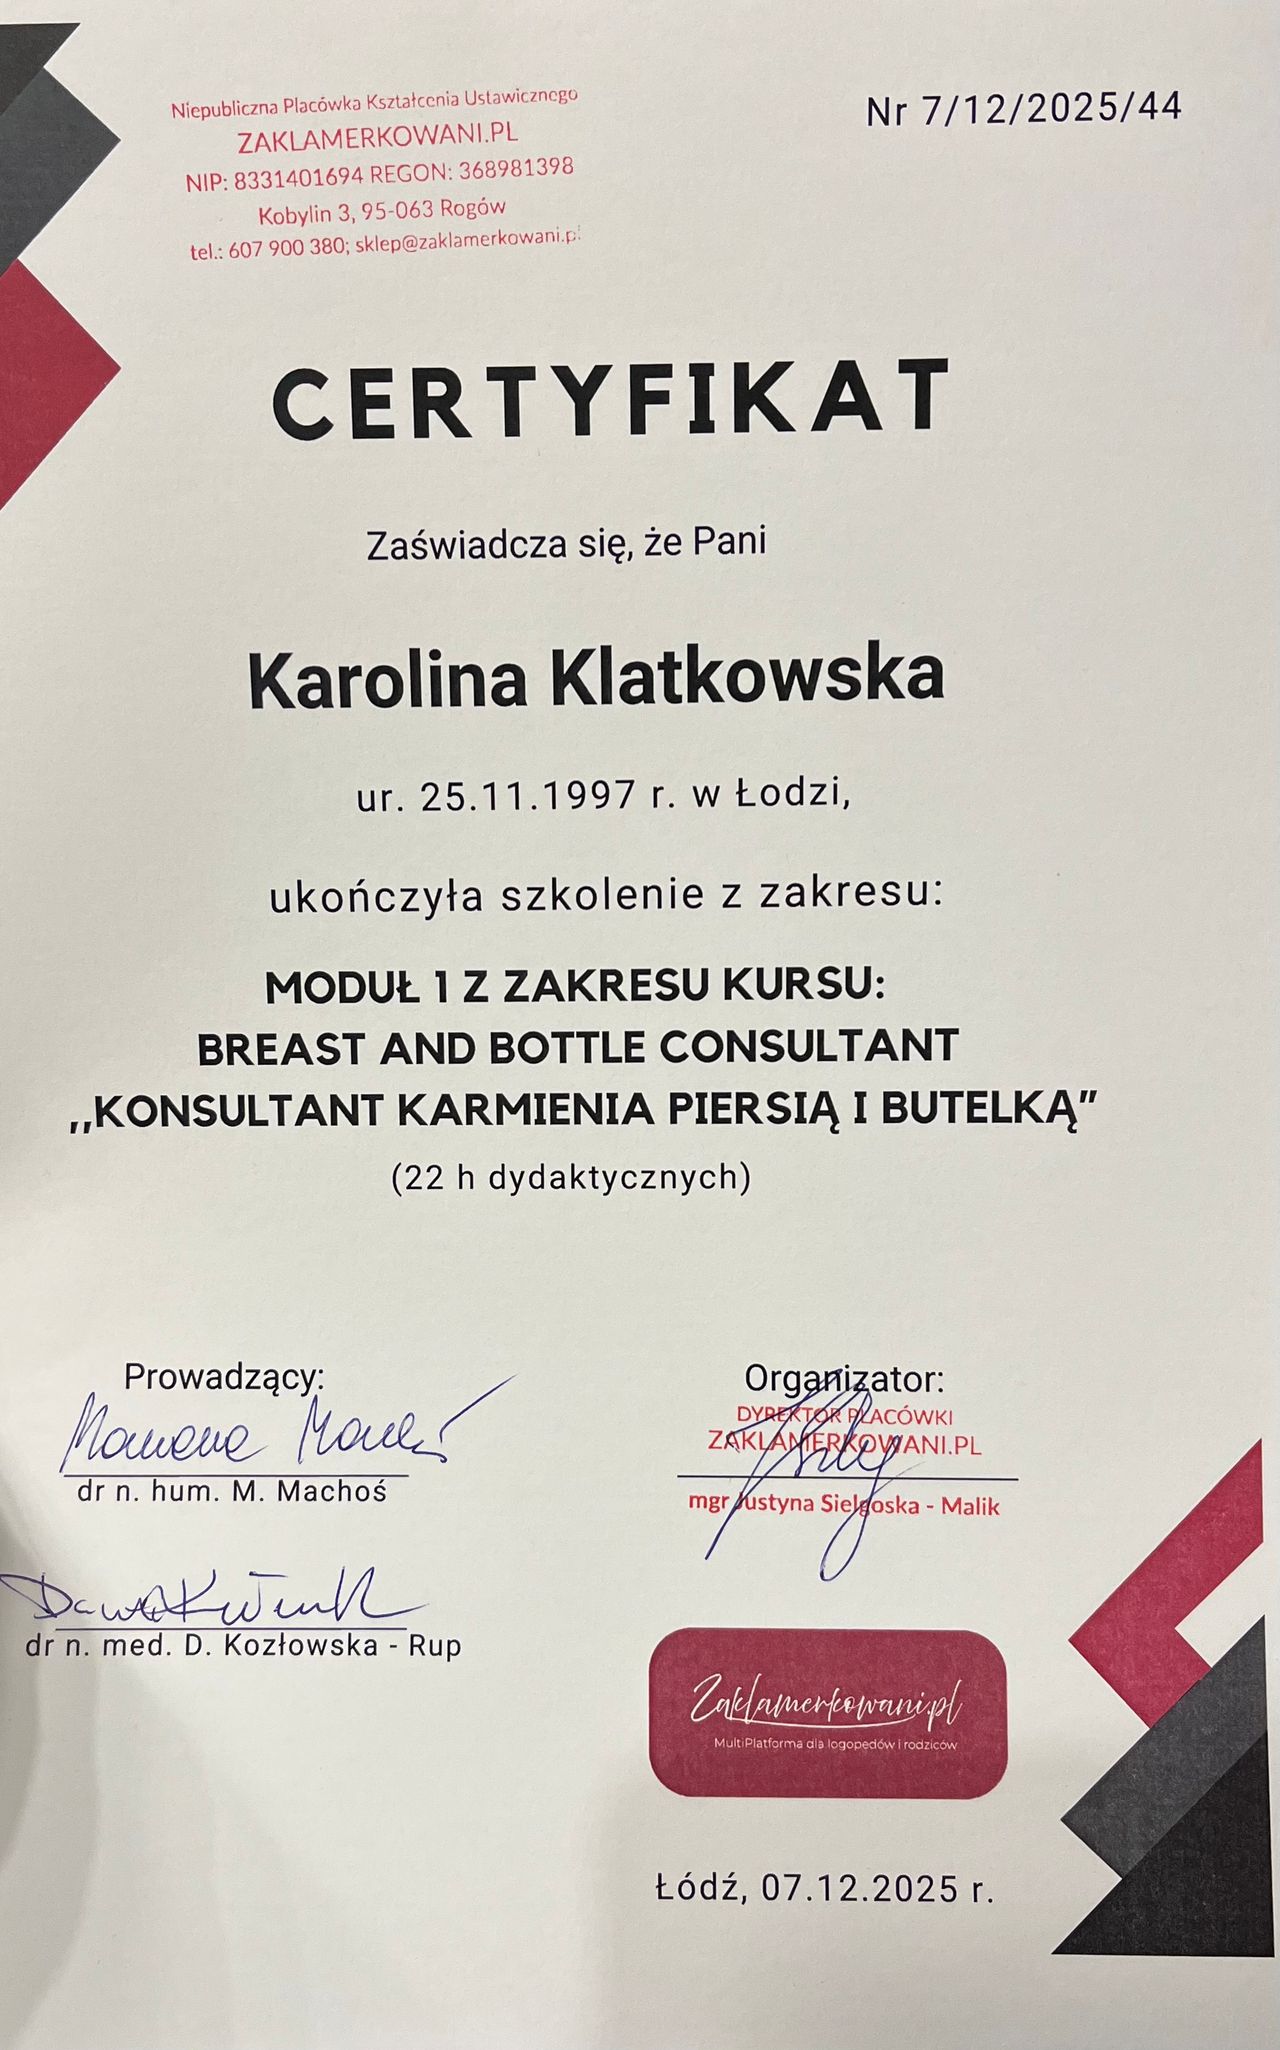 Niepubliczna Placówka Kształcenia Ustawicznego
ZAKLAMERKOWANI.PL
NIP: 8331401694 REGON: 368981398
Kobylin 3, 95-063 Rogów
tel.: 607 900 380; sklep@zaklamerkowani.pl
Nr 7/12/2025/44
CERTYFIKAT
Zaświadcza się, że Pani
Karolina Klatkowska
ur. 25.11.1997 r. w Łodzi,
ukończyła szkolenie z zakresu:
MODUŁ 1 Z ZAKRESU KURSU:
BREAST AND BOTTLE CONSULTANT
,,KONSULTANT KARMIENIA PIERSIĄ I BUTELKĄ”
(22 h dydaktycznych)
Prowadzący:
dr n. hum. M. Machoś
dr n. med. D. Kozłowska - Rup
Organizator:
DYREKTOR PLACÓWKI
ZAKLAMERKOWANI.PL
mgr Justyna Sielgoska - Malik
Zaklamerkowani.pl
MultiPlatforma dla logopedów i rodziców
Łódź, 07.12.2025 r.